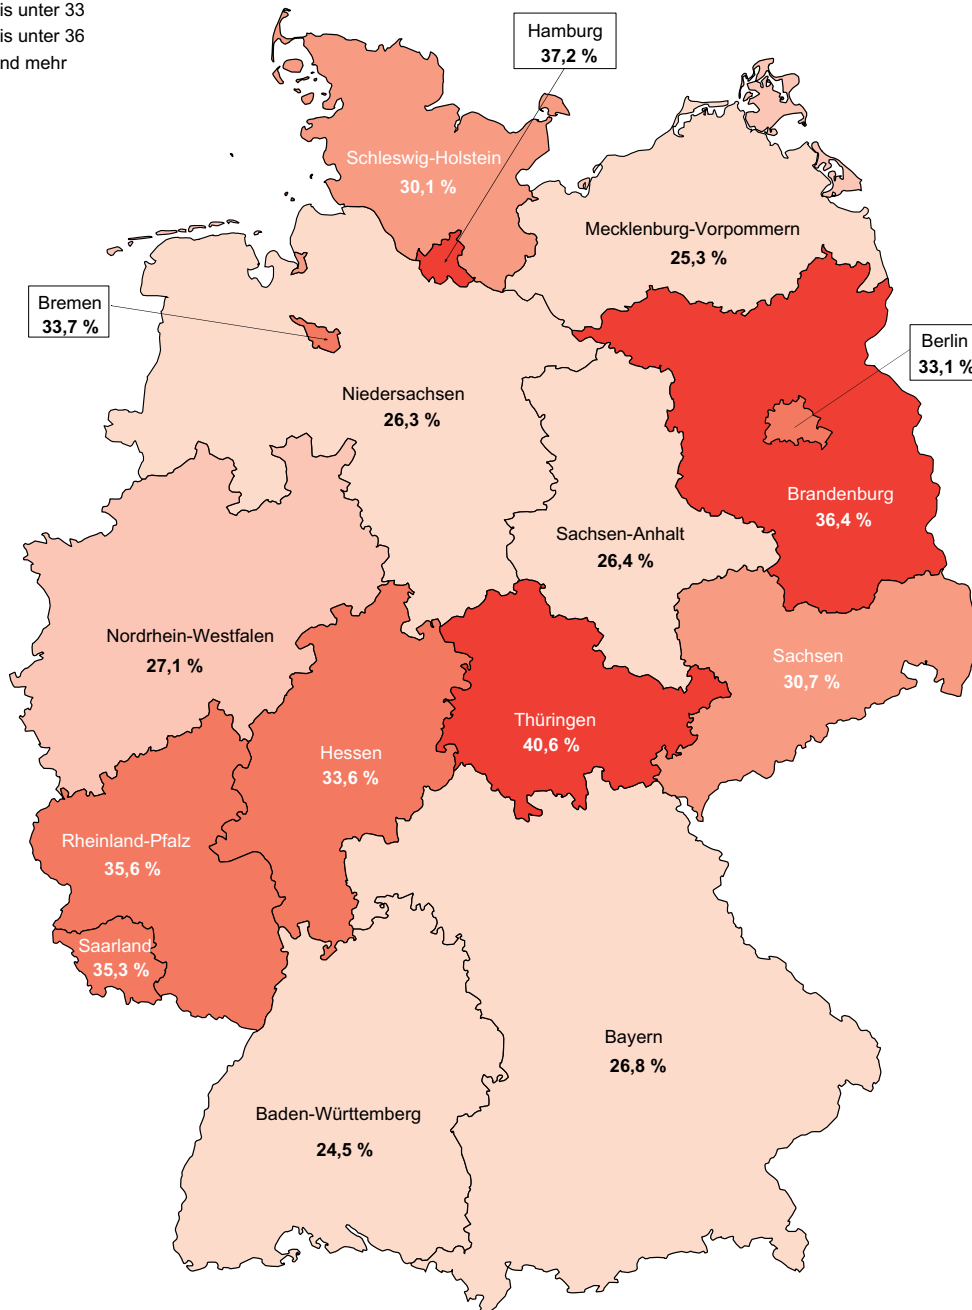 is unter 33
is unter 36
nd mehr
Hamburg
37,2 %
Schleswig-Holstein
30,1 %
Mecklenburg-Vorpommern
25,3 %
Bremen
33,7 %
Berlin
33,1 %
Niedersachsen
26,3 %
Brandenburg
36,4 %
Sachsen-Anhalt
26,4 %
Nordrhein-Westfalen
27,1 %
Sachsen
30,7 %
Thüringen
40,6 %
Hessen
33,6 %
Rheinland-Pfalz
35,6 %
Saarland
35,3 %
Bayern
26,8 %
Baden-Württemberg
24,5 %